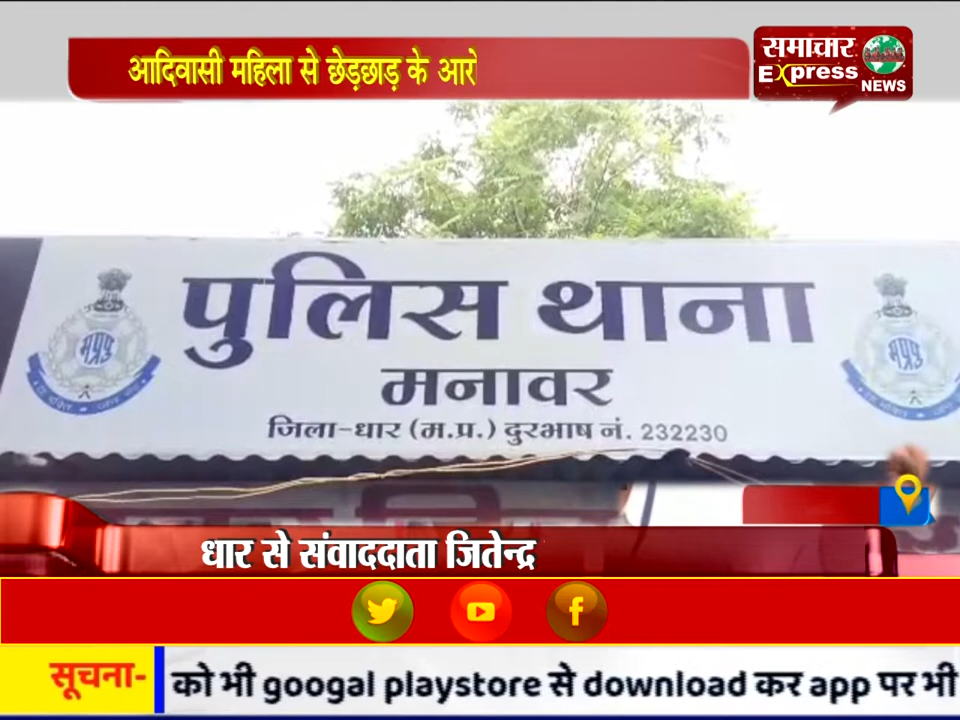 आदिवासी महिला से छेड़छाड़ के आरो
समाचार
Express
NEWS
पुलिस थाना
मनावर
जिला-धार (म.प्र.) दुरभाष नं. 232230
धार से संवाददाता जितेन्द्र
सूचना- को भी googal playstore से download कर app पर भी